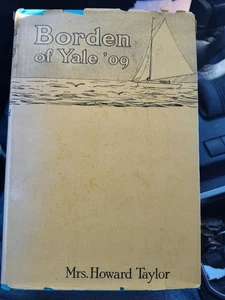 Borden
of Yale '09
Mrs. Howard Taylor